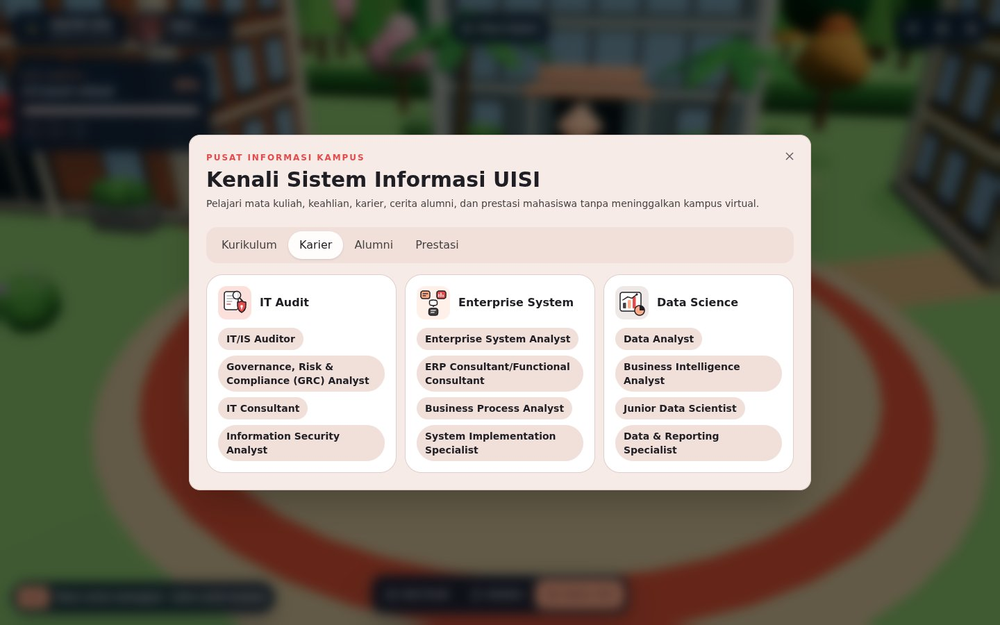 PUSAT INFORMASI KAMPUS
Kenali Sistem Informasi UISI
Pelajari mata kuliah, keahlian, karier, cerita alumni, dan prestasi mahasiswa tanpa meninggalkan kampus virtual.
Kurikulum Karier Alumni Prestasi
IT Audit
IT/IS Auditor
Governance, Risk &
Compliance (GRC) Analyst
IT Consultant
Information Security
Analyst
Enterprise System
Enterprise System Analyst
ERP Consultant/Functional
Consultant
Business Process Analyst
System Implementation
Specialist
Data Science
Data Analyst
Business Intelligence
Analyst
Junior Data Scientist
Data & Reporting
Specialist